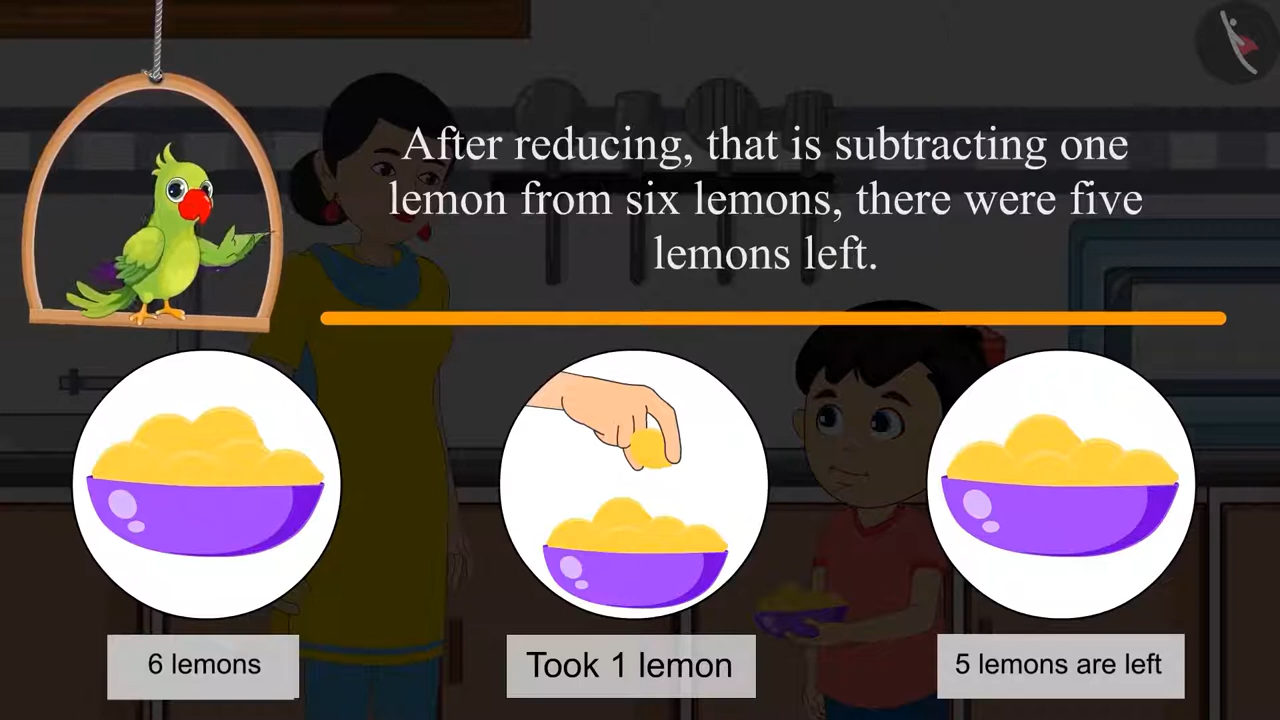 After reducing, that is subtracting one
lemon from six lemons, there were five
lemons left.
6 lemons
Took 1 lemon
5 lemons are left